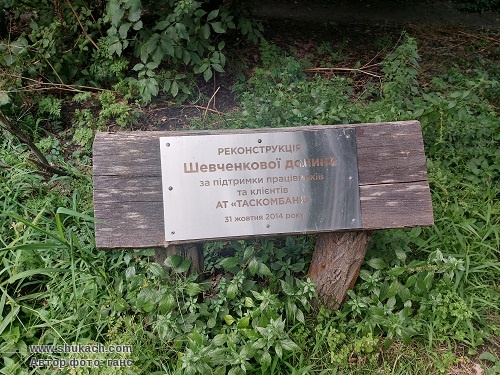 РЕКОНСТРУКЦІЯ
Шевченкової долини
за підтримки працівників
та клієнтів
АТ «ТАСКОМБАНК»
31 жовтня 2014 року
www.shukach.com
Автор фото- ганс